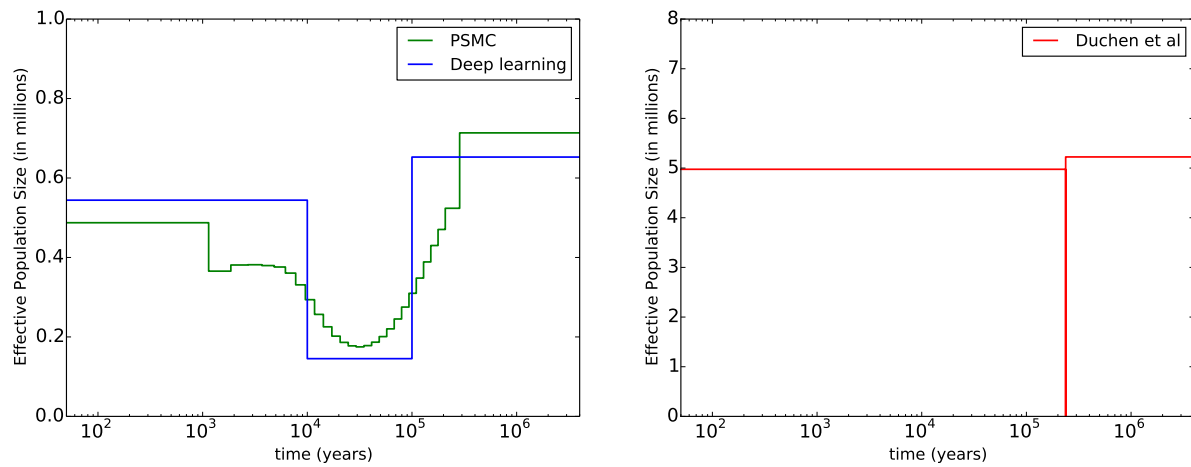 1.0
0.8
0.6
0.4
0.2
0.0
Effective Population Size (in millions)
PSMC
Deep learning
10^2 10^3 10^4 10^5 10^6
time (years)
8
7
6
5
4
3
2
1
0
Effective Population Size (in millions)
Duchen et al
10^2 10^3 10^4 10^5 10^6
time (years)